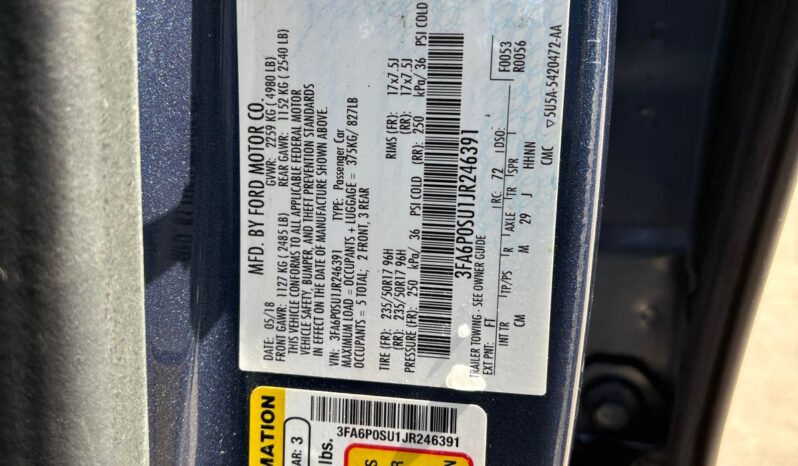 MFD. BY FORD MOTOR CO.
05/18 GVWR: 2259 KG ( 4980 LB)
FRONT GAWR: 1127 KG ( 2485 LB) REAR GAWR: 1152 KG ( 2540 LB)
THIS VEHICLE CONFORMS TO ALL APPLICABLE FEDERAL MOTOR
VEHICLE SAFETY, BUMPER, AND THEFT PREVENTION STANDARDS
IN EFFECT ON THE DATE OF MANUFACTURE SHOWN ABOVE.
VIN: 3FA6P0SU1JR246391 TYPE: Passenger Car
MAXIMUM LOAD = OCCUPANTS + LUGGAGE = 375KG/ 827LB
OCCUPANTS = 5 TOTAL; 2 FRONT, 3 REAR
TIRE (FR): 235/50R17 96H RIMS (FR): 17x7.5J
(RR): 235/50R17 96H (RR): 17x7.5J
PRESSURE (FR): 250 kPa/ 36 PSI COLD (RR): 250 kPa/ 36 PSI COLD
3FA6P0SU1JR246391
TRAILER TOWING - SEE OWNER GUIDE
EXT PNT: FT RC: 72 DSO: F0053
R0056
INT TR TP/PS R AXLE TR SPR
CM M 29 J HHNN
CMC ▽5U5A-5420472-AA
MATION
3FA6P0SU1JR246391
AR: 3
lbs.